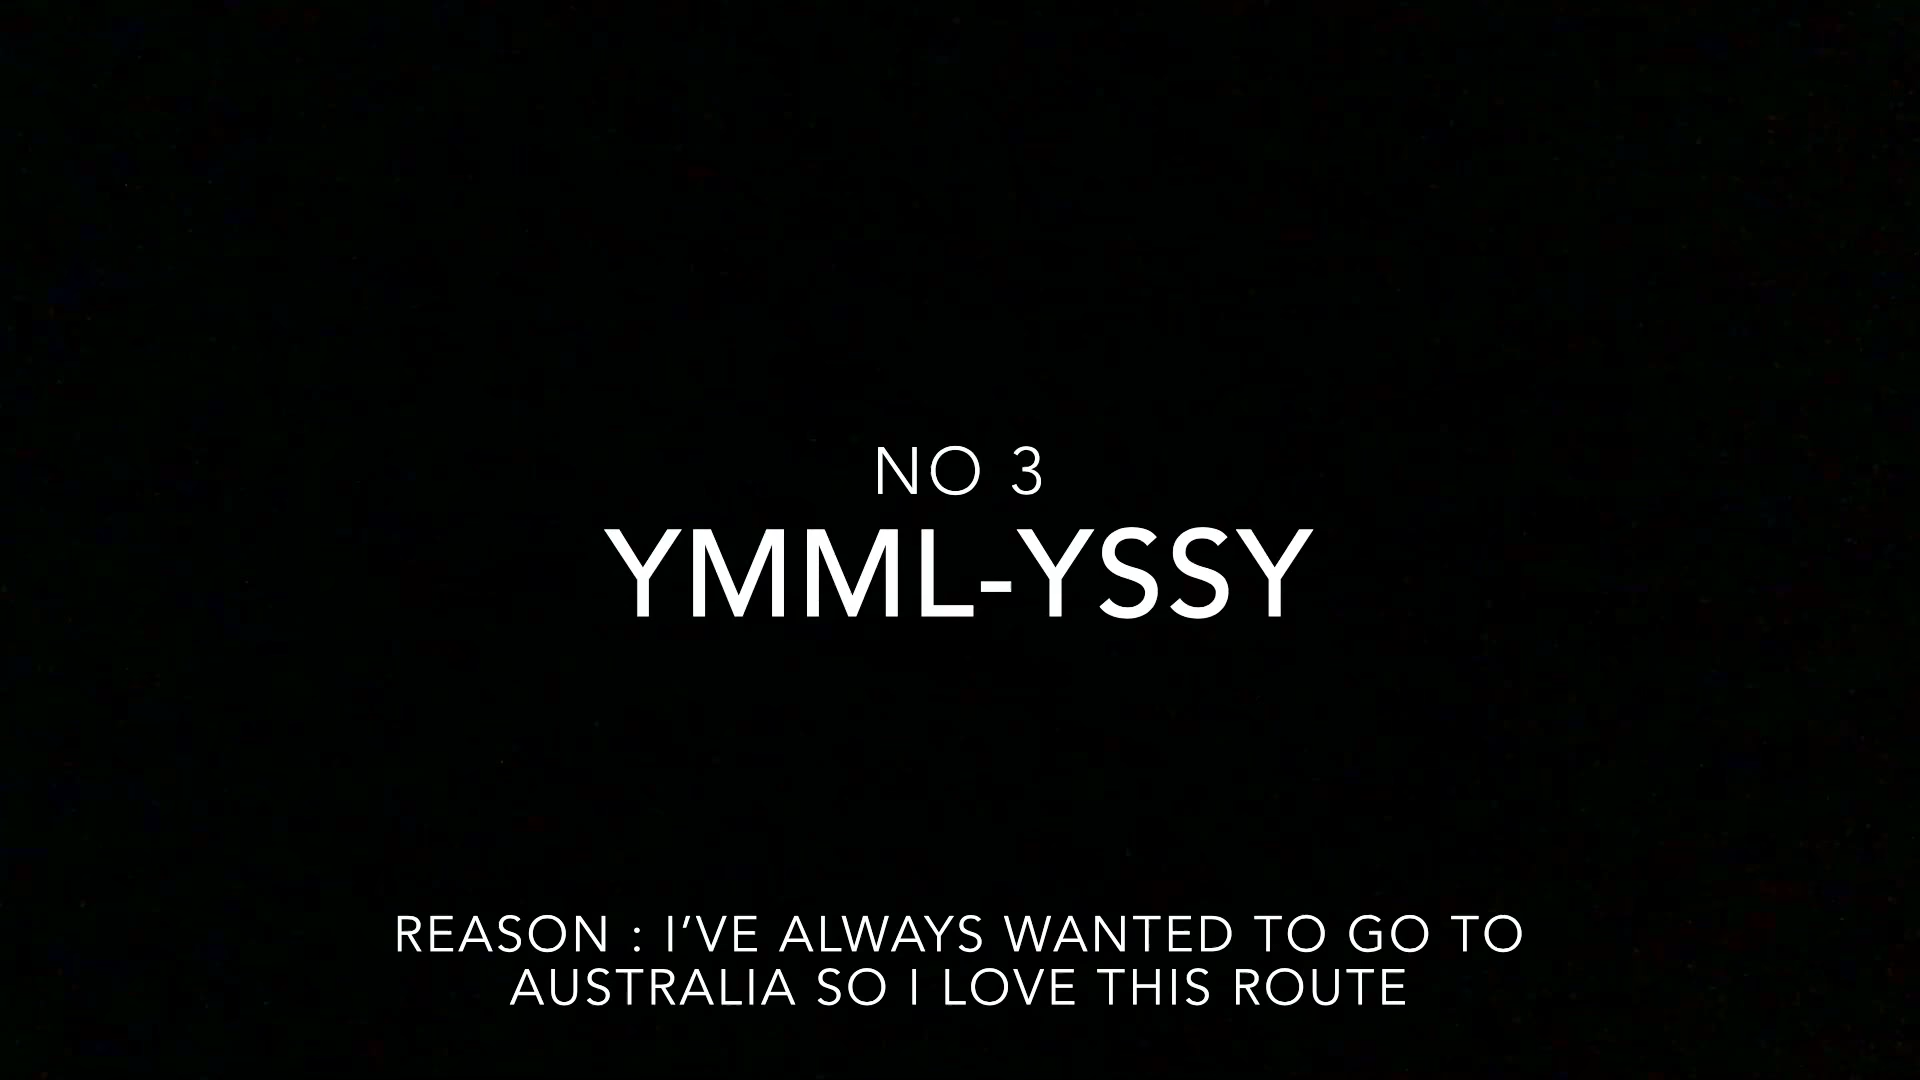 NO 3
YMML-YSSY
REASON : I’VE ALWAYS WANTED TO GO TO
AUSTRALIA SO I LOVE THIS ROUTE